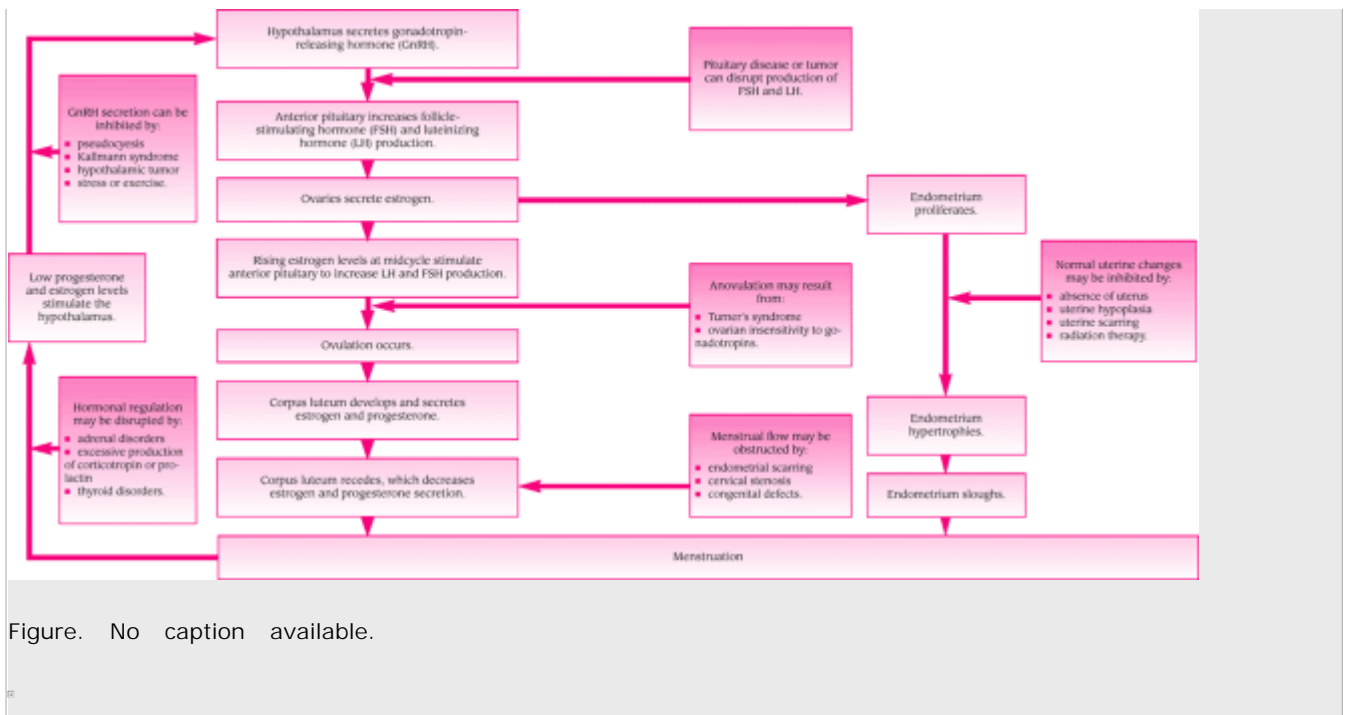 Hypothalamus secretes gonadotropin-
releasing hormone (GnRH).
Pituitary disease or tumor
can disrupt production of
FSH and LH.
GnRH secretion can be
inhibited by:
pseudocyesis
Kallmann syndrome
hypothalamic tumor
stress or exercise.
Anterior pituitary increases follicle-
stimulating hormone (FSH) and luteinizing
hormone (LH) production.
Ovaries secrete estrogen.
Endometrium
proliferates.
Rising estrogen levels at midcycle stimulate
anterior pituitary to increase LH and FSH production.
Low progesterone
and estrogen levels
stimulate the
hypothalamus.
Anovulation may result
from:
Turner's syndrome
ovarian insensitivity to go-
nadotropins.
Normal uterine changes
may be inhibited by:
absence of uterus
uterine hypoplasia
uterine scarring
radiation therapy.
Ovulation occurs.
Hormonal regulation
may be disrupted by:
adrenal disorders
excessive production
of corticotropin or pro-
lactin
thyroid disorders.
Corpus luteum develops and secretes
estrogen and progesterone.
Endometrium
hypertrophies.
Menstrual flow may be
obstructed by:
endometrial scarring
cervical stenosis
congenital defects.
Corpus luteum recedes, which decreases
estrogen and progesterone secretion.
Endometrium sloughs.
Menstruation
Figure. No caption available.